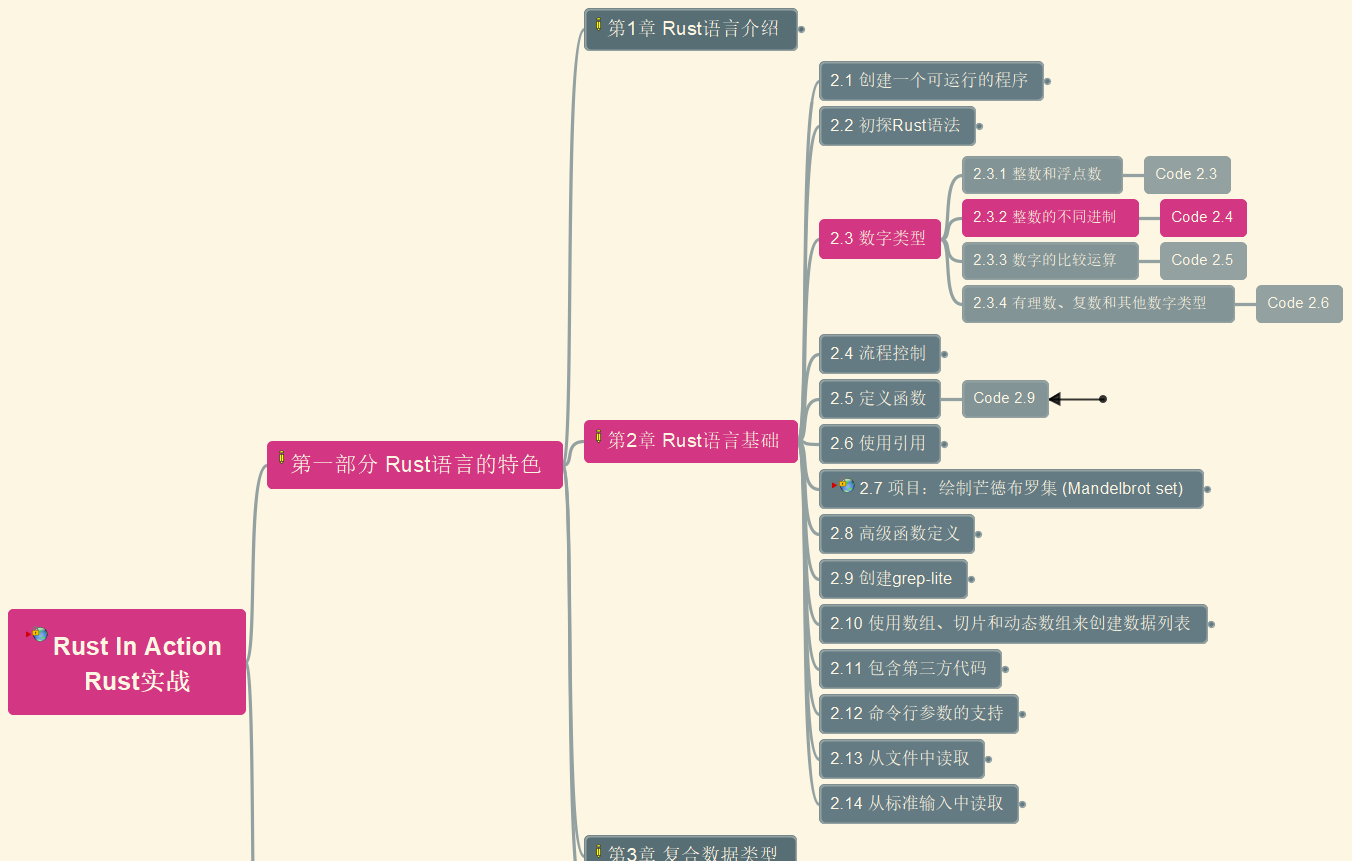 Rust In Action
Rust实战
第一部分 Rust语言的特色
第1章 Rust语言介绍
第2章 Rust语言基础
2.1 创建一个可运行的程序
2.2 初探Rust语法
2.3 数字类型
2.3.1 整数和浮点数
Code 2.3
2.3.2 整数的不同进制
Code 2.4
2.3.3 数字的比较运算
Code 2.5
2.3.4 有理数、复数和其他数字类型
Code 2.6
2.4 流程控制
2.5 定义函数
Code 2.9
2.6 使用引用
2.7 项目：绘制芒德布罗集 (Mandelbrot set)
2.8 高级函数定义
2.9 创建grep-lite
2.10 使用数组、切片和动态数组来创建数据列表
2.11 包含第三方代码
2.12 命令行参数的支持
2.13 从文件中读取
2.14 从标准输入中读取
第3章 复合数据类型